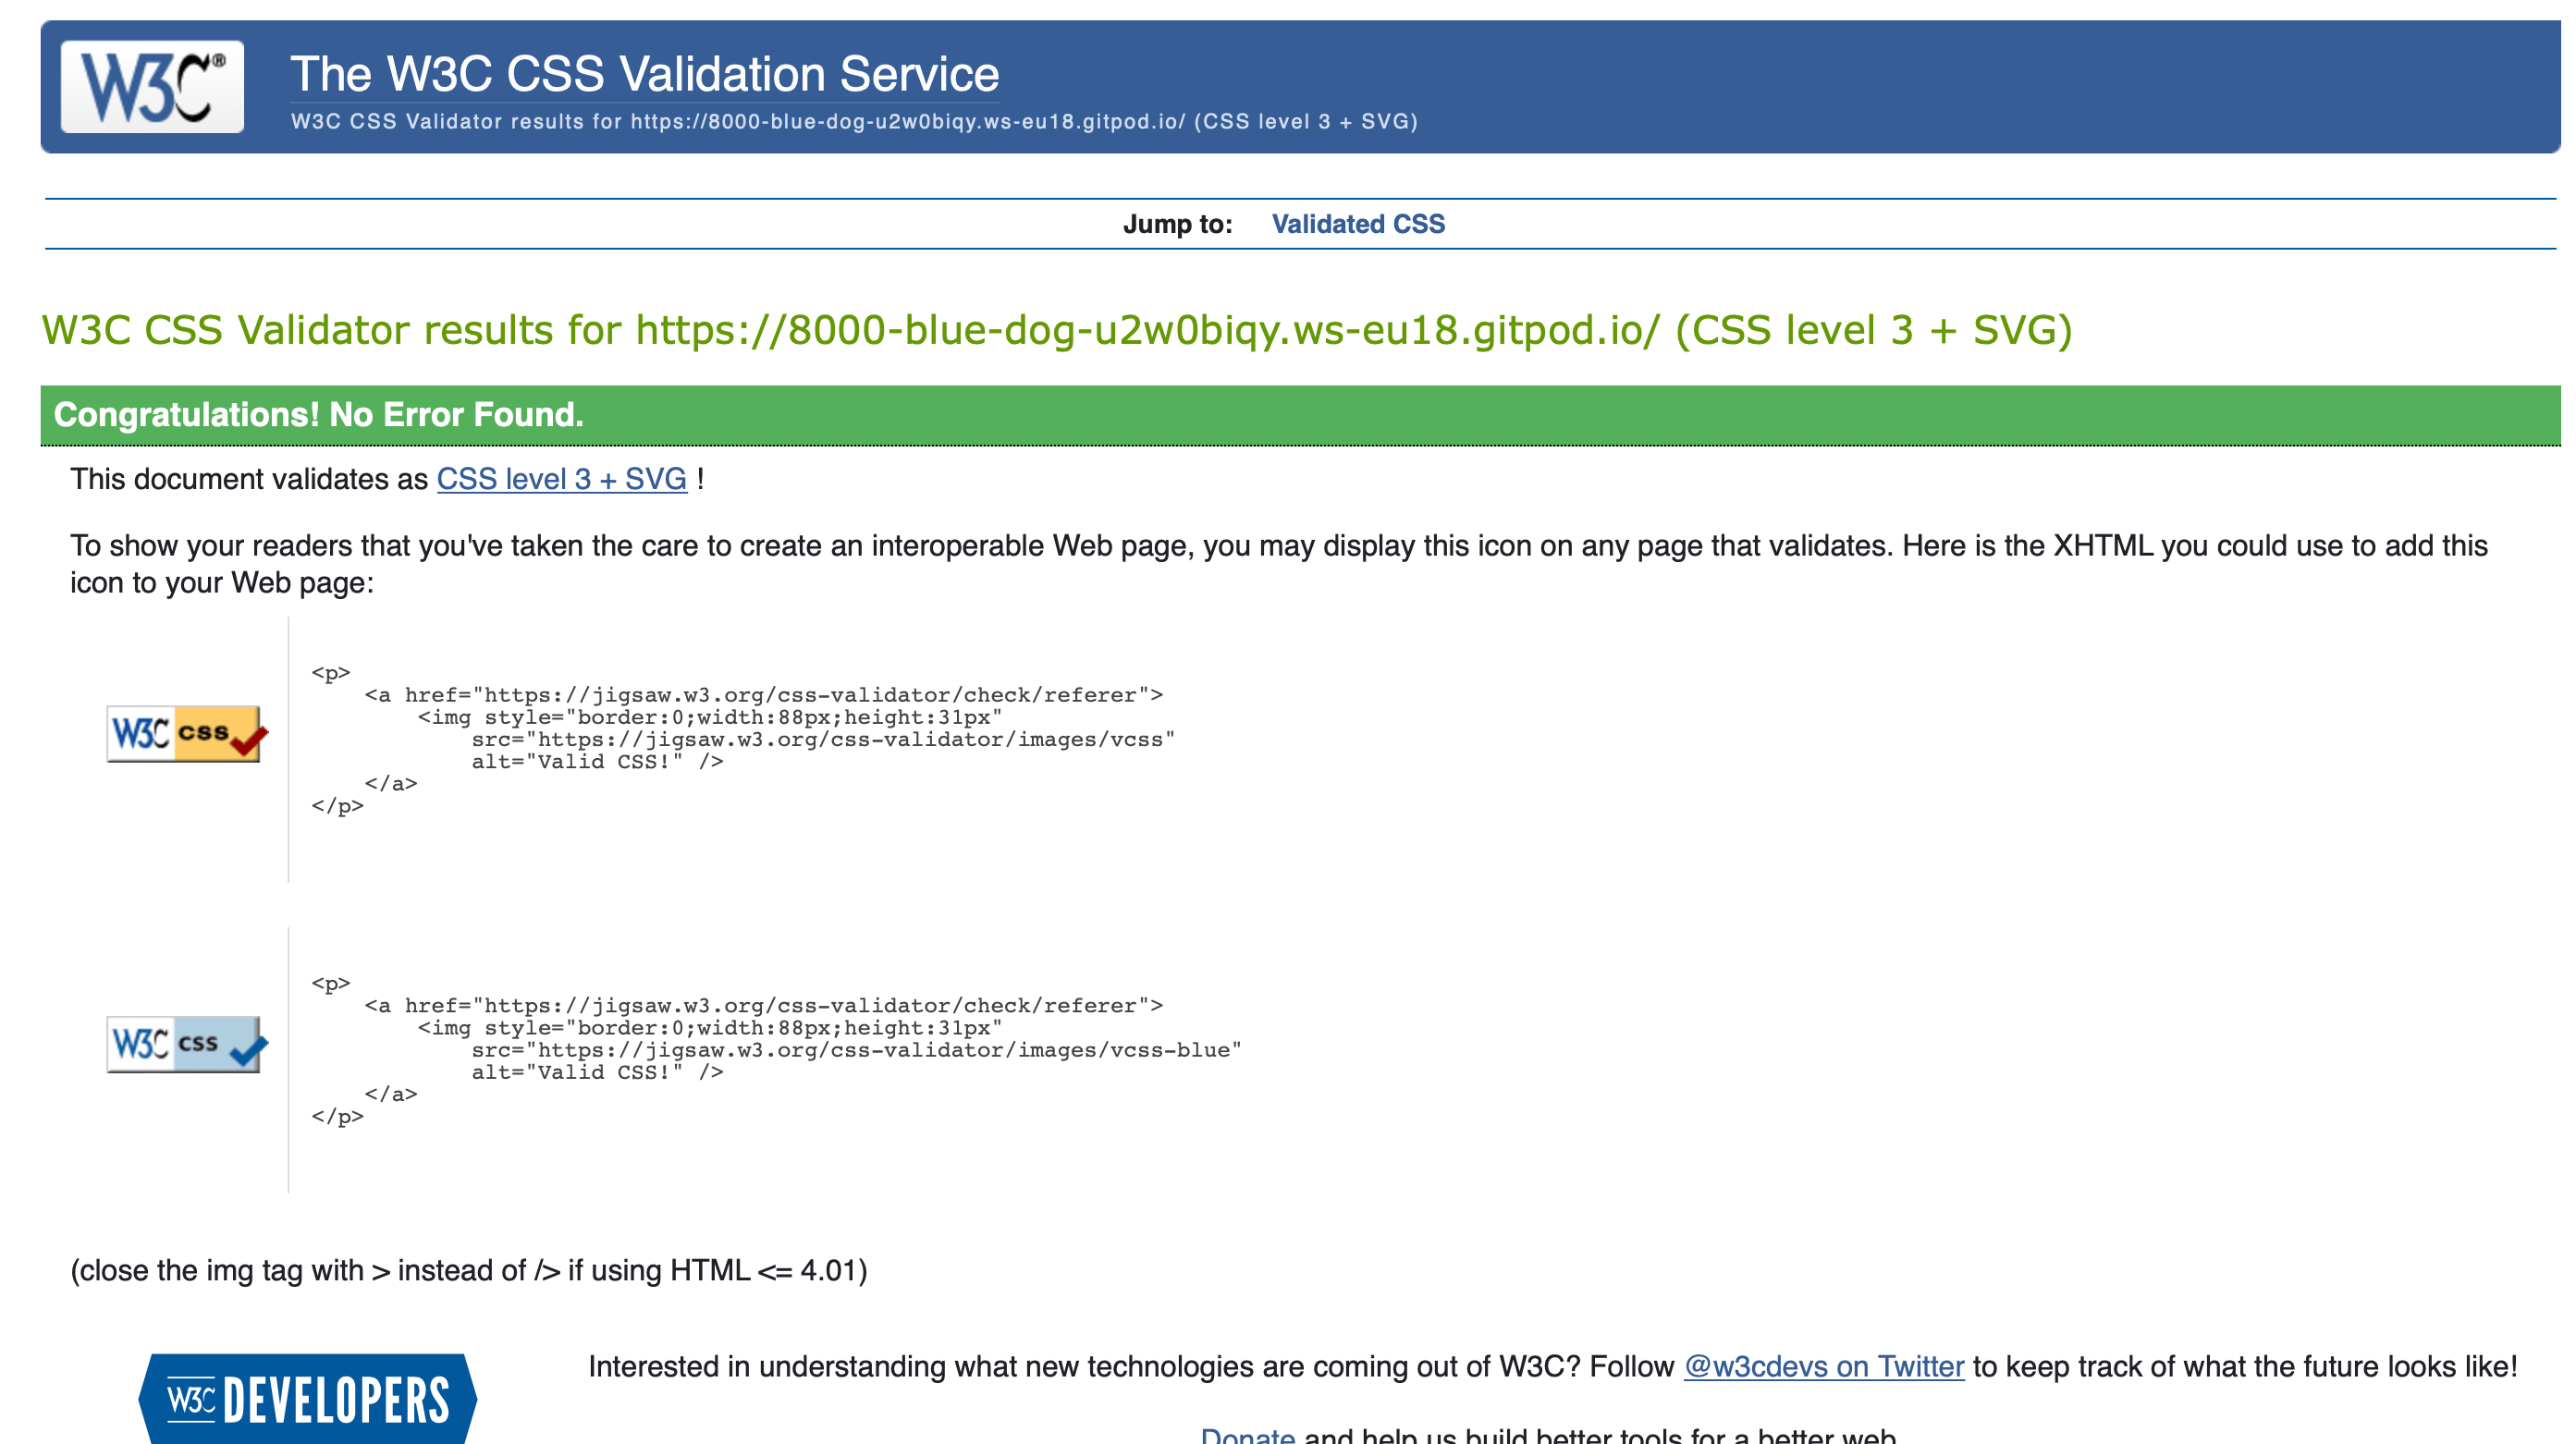 W3C®
The W3C CSS Validation Service
W3C CSS Validator results for https://8000-blue-dog-u2w0biqy.ws-eu18.gitpod.io/ (CSS level 3 + SVG)
Jump to: Validated CSS
W3C CSS Validator results for https://8000-blue-dog-u2w0biqy.ws-eu18.gitpod.io/ (CSS level 3 + SVG)
Congratulations! No Error Found.
This document validates as CSS level 3 + SVG !
To show your readers that you've taken the care to create an interoperable Web page, you may display this icon on any page that validates. Here is the XHTML you could use to add this
icon to your Web page:
W3C css
<p>
    <a href="https://jigsaw.w3.org/css-validator/check/referer">
        <img style="border:0;width:88px;height:31px"
            src="https://jigsaw.w3.org/css-validator/images/vcss"
            alt="Valid CSS!" />
    </a>
</p>
W3C css
<p>
    <a href="https://jigsaw.w3.org/css-validator/check/referer">
        <img style="border:0;width:88px;height:31px"
            src="https://jigsaw.w3.org/css-validator/images/vcss-blue"
            alt="Valid CSS!" />
    </a>
</p>
(close the img tag with > instead of /> if using HTML <= 4.01)
W3C DEVELOPERS
Interested in understanding what new technologies are coming out of W3C? Follow @w3cdevs on Twitter to keep track of what the future looks like!
Donate and help us build better tools for a better web.